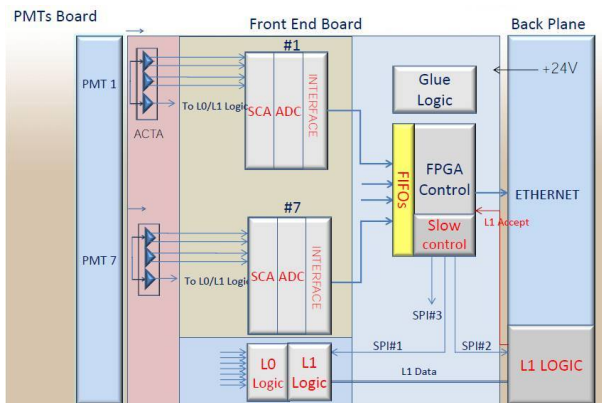 PMTs Board
Front End Board
Back Plane
#1
+24V
Glue
Logic
PMT 1
SCA
ADC
INTERFACE
To L0/L1 Logic
ACTA
FIFOs
FPGA
Control
ETHERNET
#7
L1 Accept
Slow
control
PMT 7
SCA
ADC
INTERFACE
To L0/L1 Logic
SPI#3
SPI#1
SPI#2
L0
Logic
L1
Logic
L1 Data
L1 LOGIC